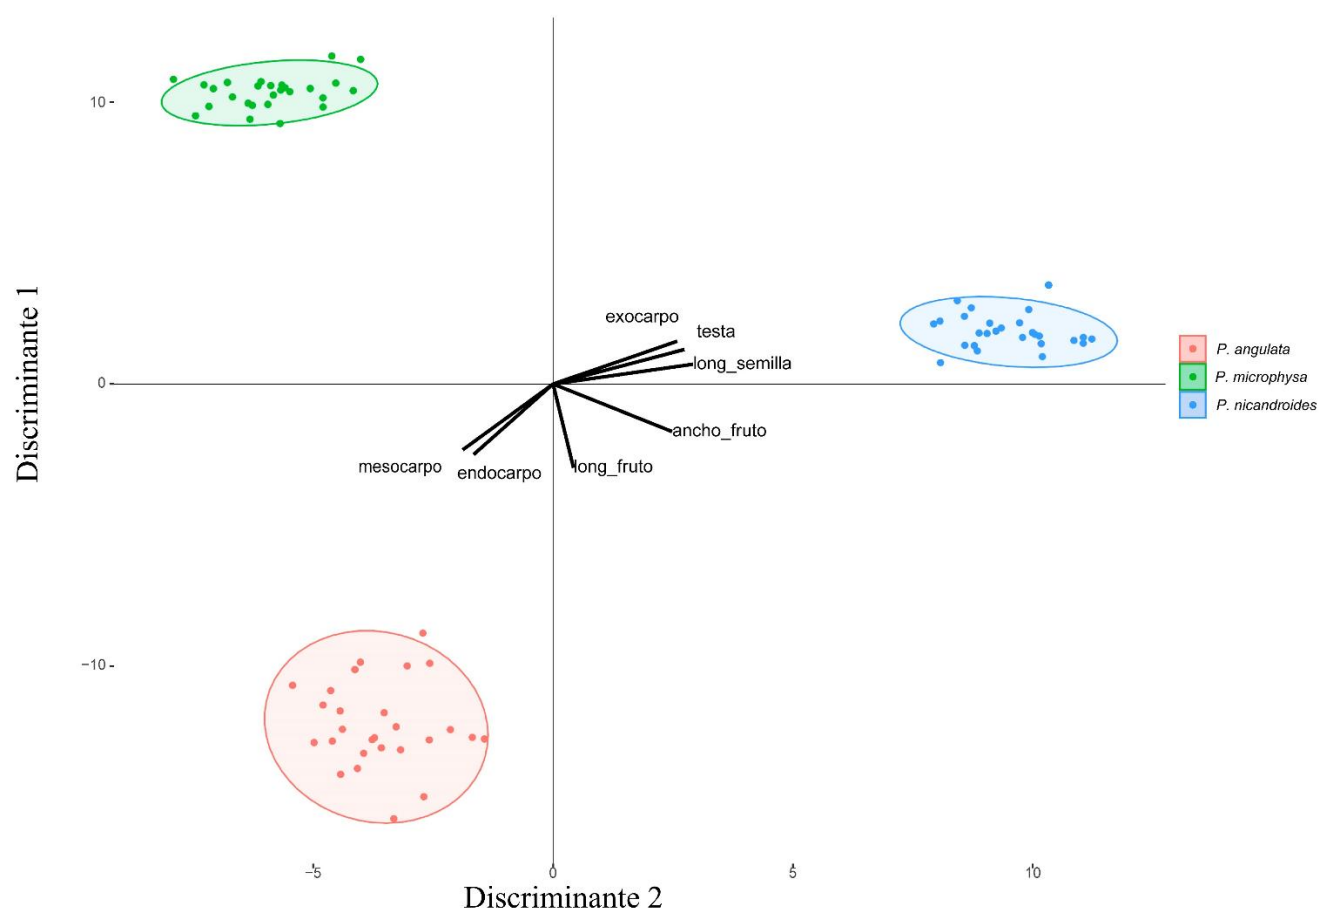 10
0
−10
Discriminante 1
exocarpo
testa
long_semilla
ancho_fruto
mesocarpo
endocarpo
long_fruto
P. angulata
P. microphysa
P. nicandroides
−5
0
5
10
Discriminante 2